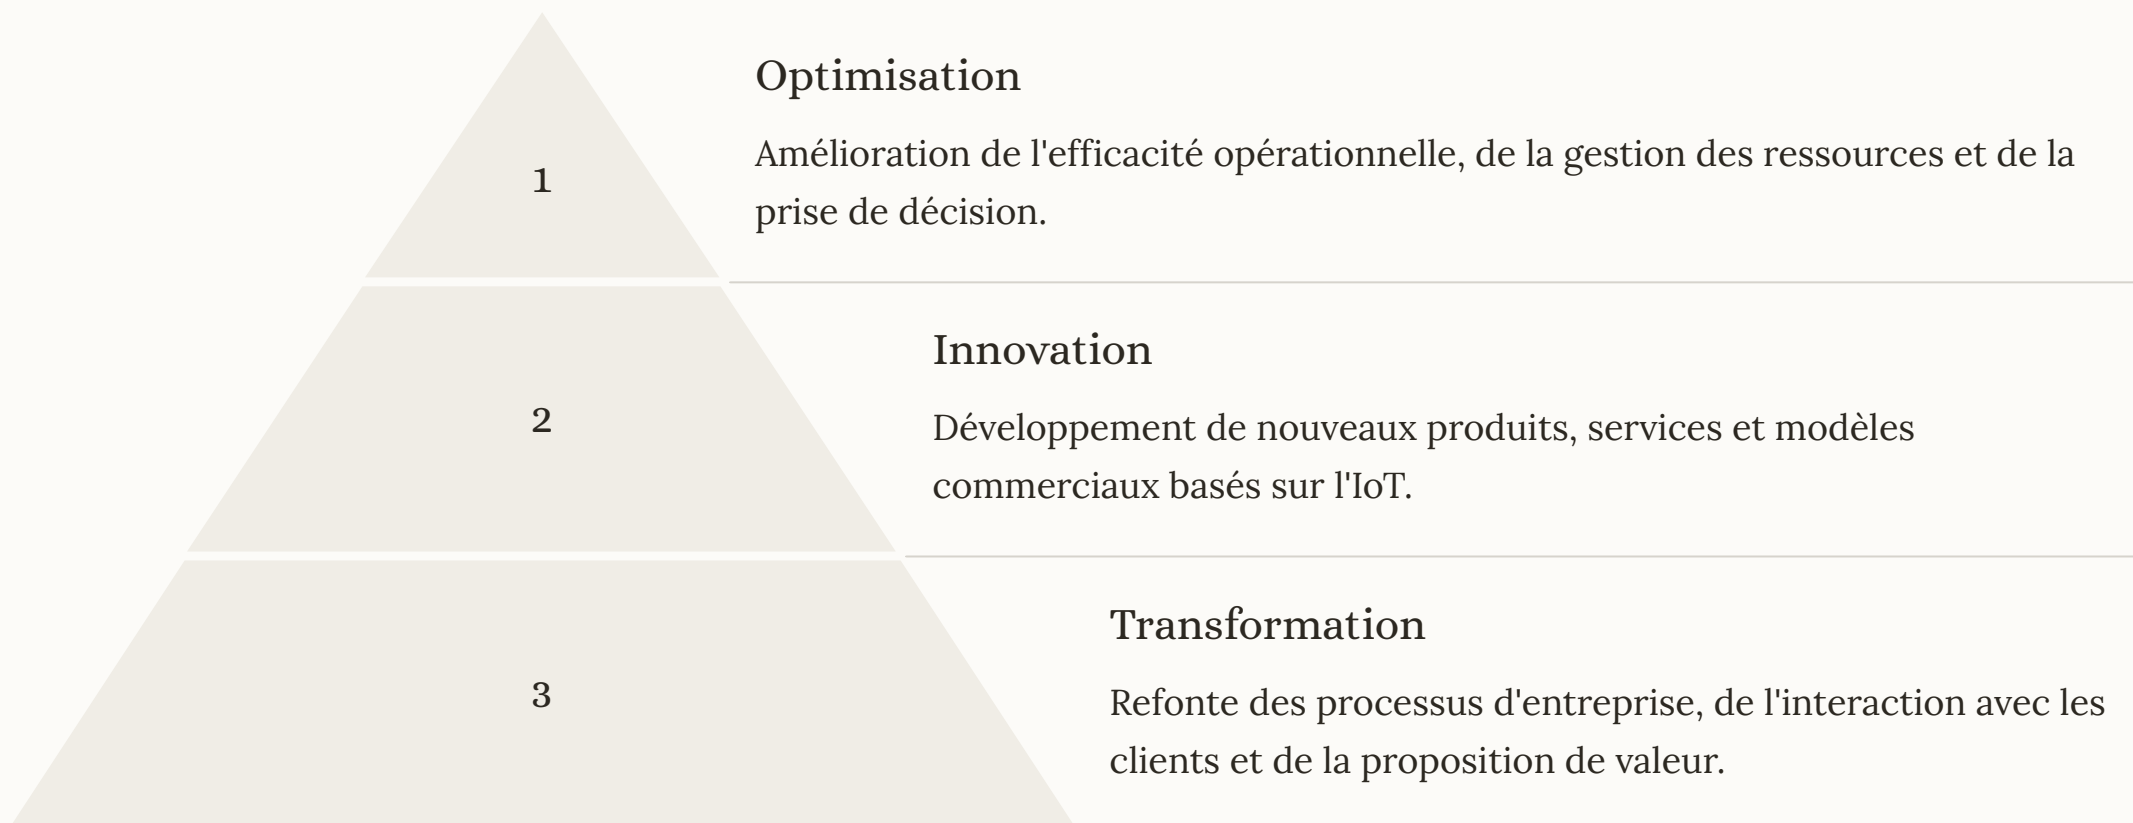 Optimisation
Amélioration de l'efficacité opérationnelle, de la gestion des ressources et de la
prise de décision.
1
Innovation
Développement de nouveaux produits, services et modèles
commerciaux basés sur l'IoT.
2
Transformation
Refonte des processus d'entreprise, de l'interaction avec les
clients et de la proposition de valeur.
3